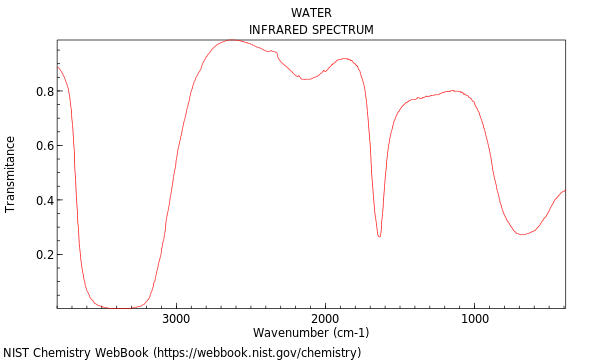 WATER
INFRARED SPECTRUM
Transmitance
0.8
0.6
0.4
0.2
3000 2000 1000
Wavenumber (cm-1)
NIST Chemistry WebBook (https://webbook.nist.gov/chemistry)